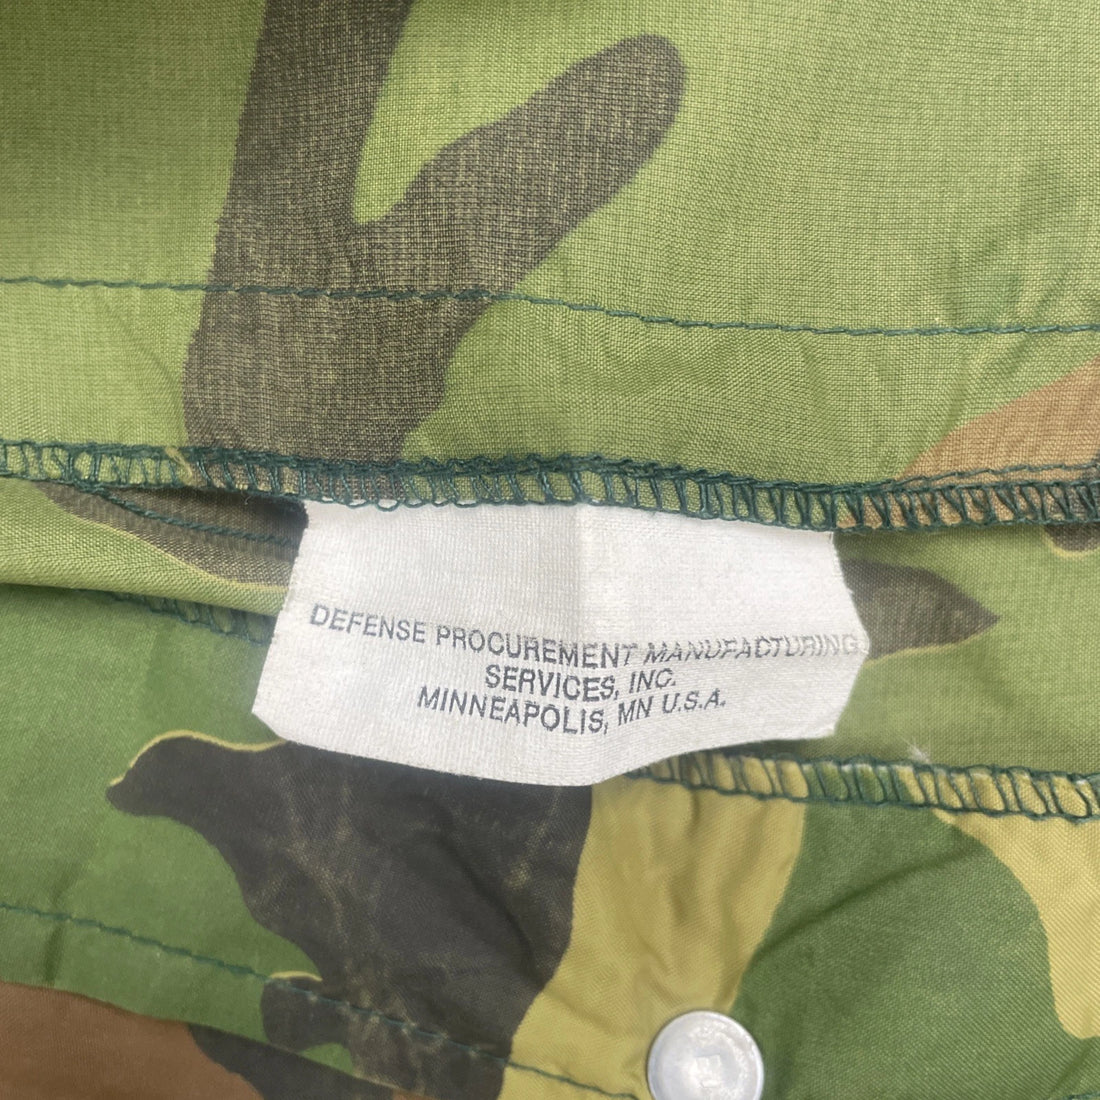 DEFENSE PROCUREMENT MANUFACTURING
SERVICES, INC.
MINNEAPOLIS, MN U.S.A.